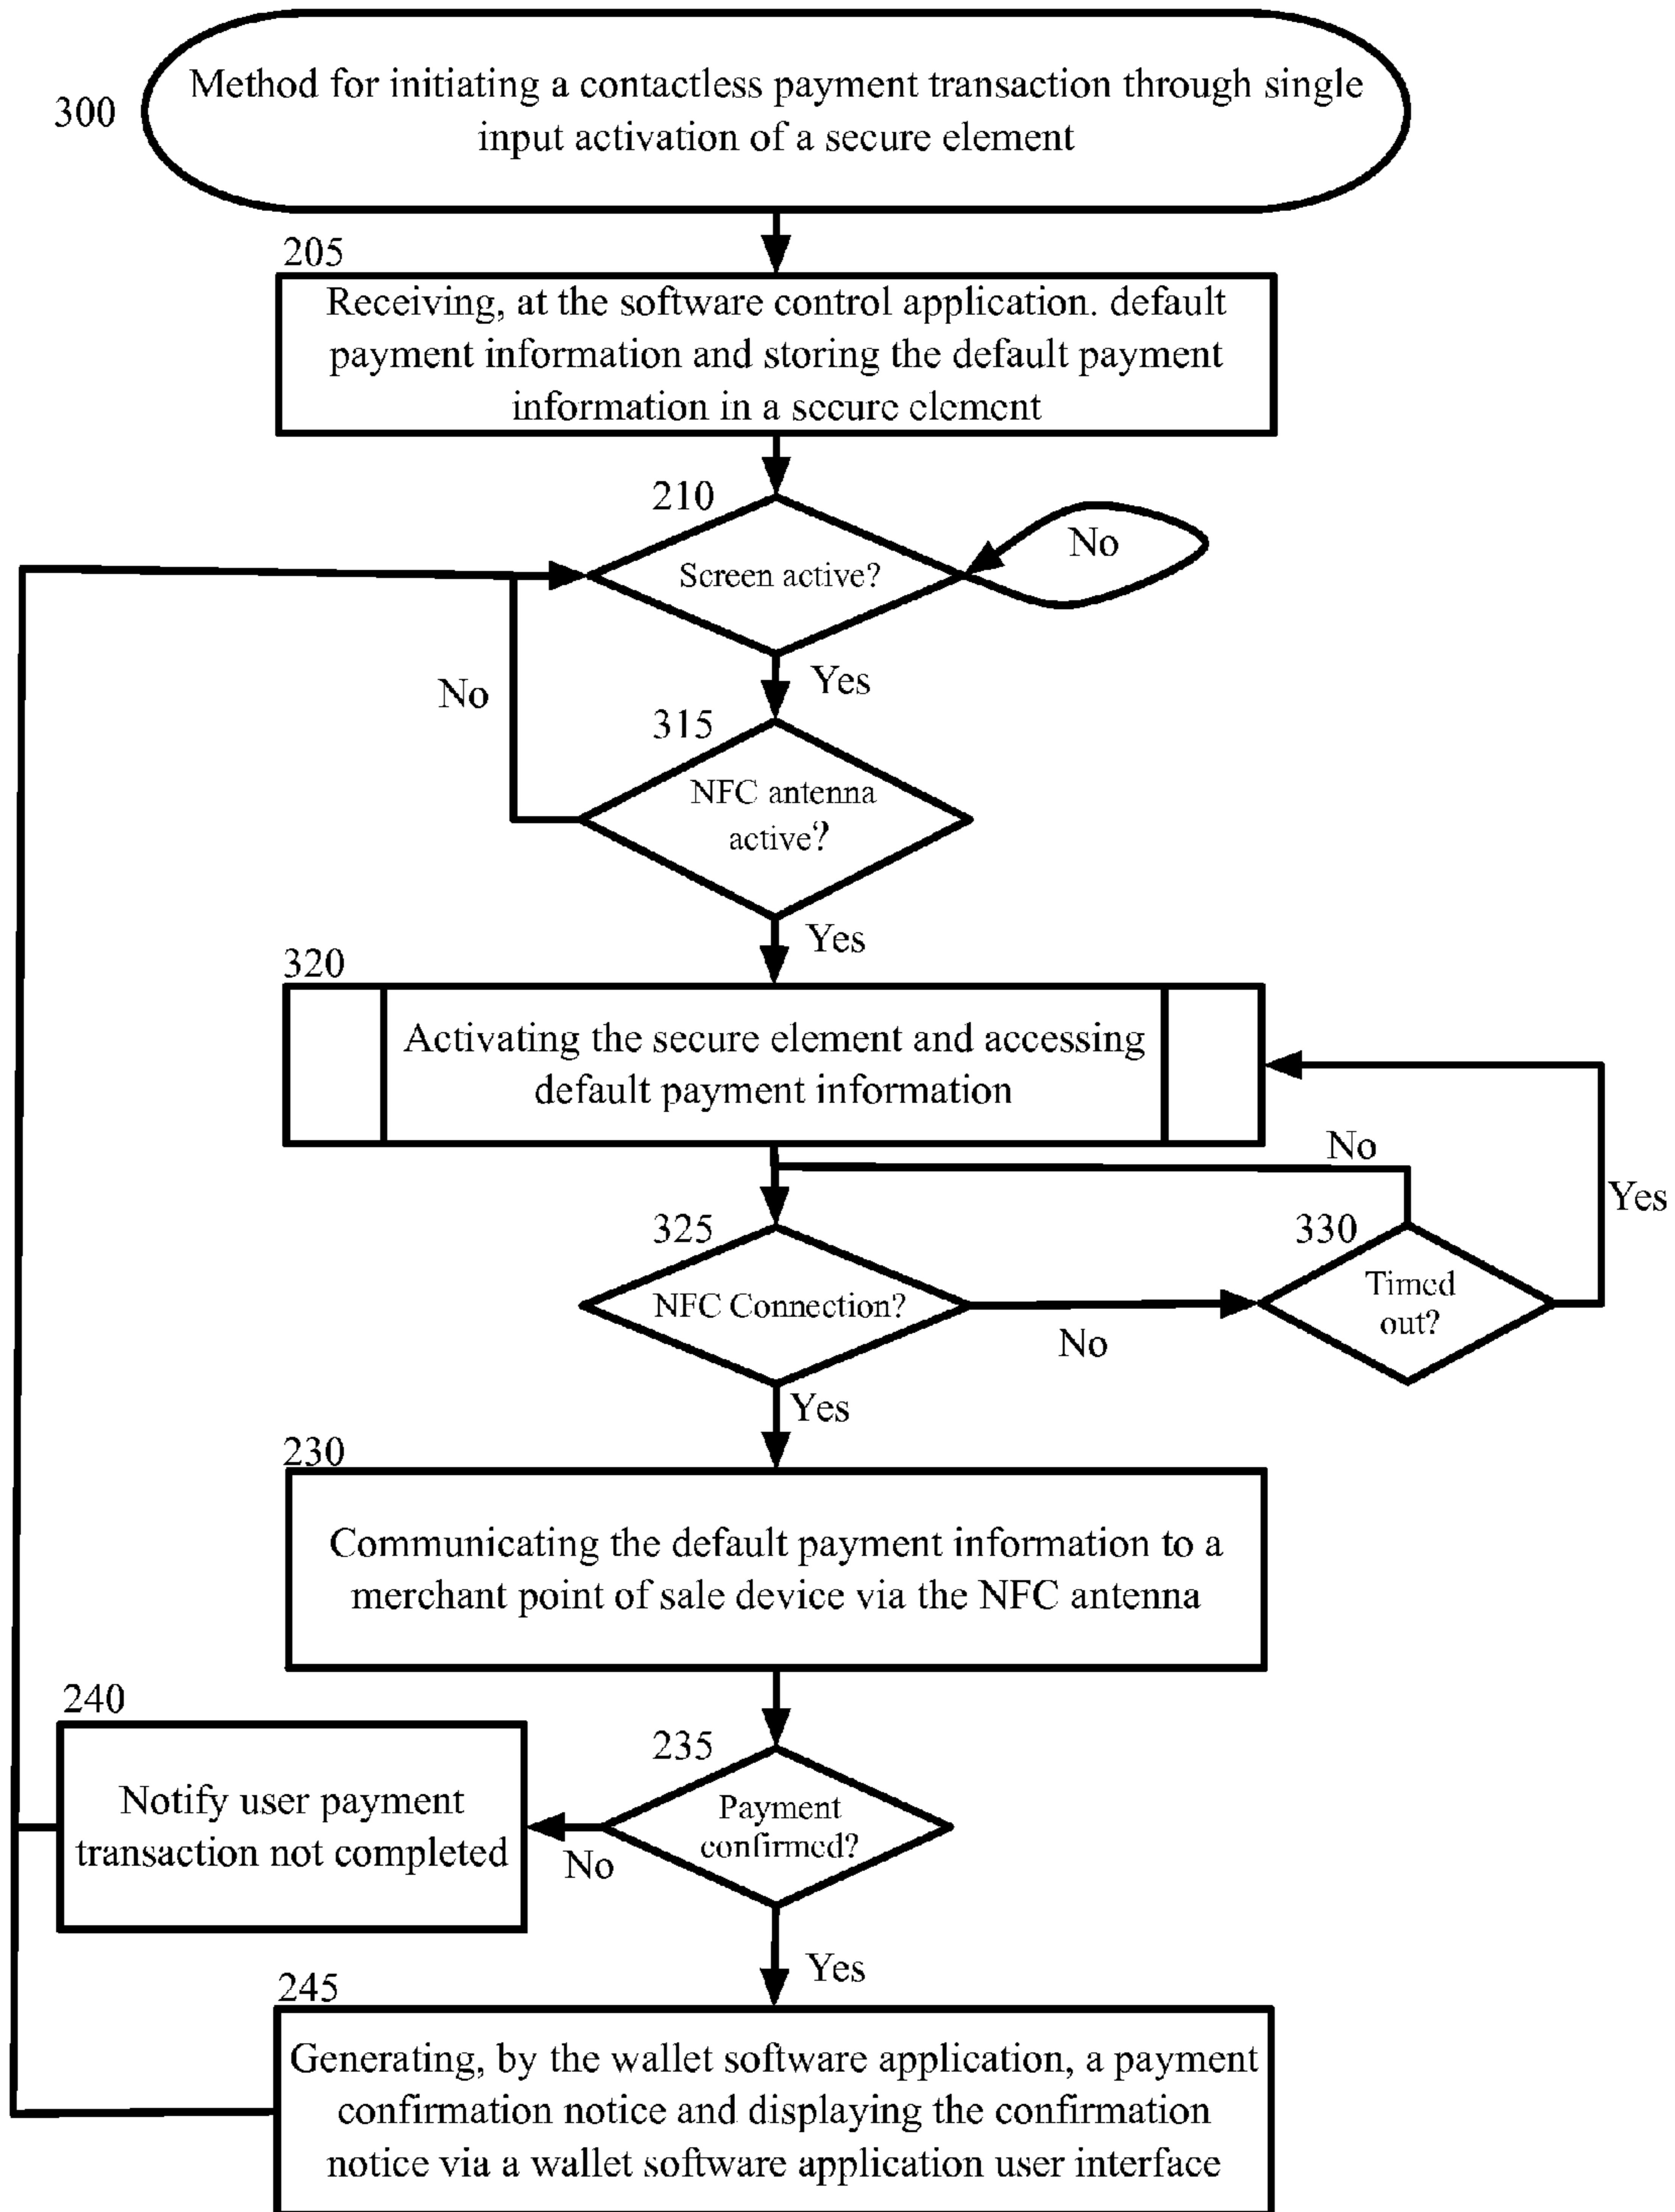 300
Method for initiating a contactless payment transaction through single
input activation of a secure element
205
Receiving, at the software control application. default
payment information and storing the default payment
information in a secure element
210
Screen active?
No
Yes
No
315
NFC antenna
active?
Yes
320
Activating the secure element and accessing
default payment information
No
Yes
325
NFC Connection?
No
330
Timed
out?
Yes
230
Communicating the default payment information to a
merchant point of sale device via the NFC antenna
240
Notify user payment
transaction not completed
235
Payment
confirmed?
No
Yes
245
Generating, by the wallet software application, a payment
confirmation notice and displaying the confirmation
notice via a wallet software application user interface